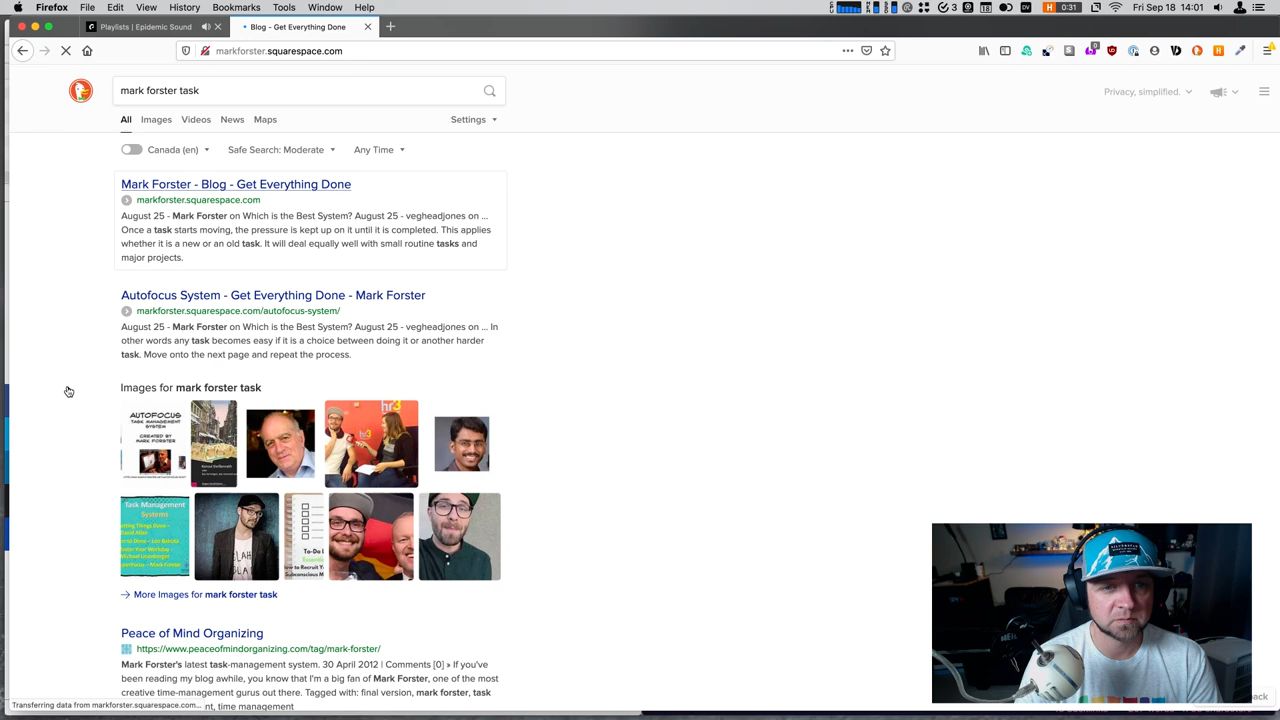 Firefox File Edit View History Bookmarks Tools Window Help
3 0:31 Fri Sep 18 14:01
Playlists | Epidemic Sound
Blog - Get Everything Done
markforster.squarespace.com
mark forster task
Privacy, simplified.
All Images Videos News Maps Settings
Canada (en) Safe Search: Moderate Any Time
Mark Forster - Blog - Get Everything Done
markforster.squarespace.com
August 25 - Mark Forster on Which is the Best System? August 25 - vegheadjones on ...
Once a task starts moving, the pressure is kept up on it until it is completed. This applies
whether it is a new or an old task. It will deal equally well with small routine tasks and
major projects.
Autofocus System - Get Everything Done - Mark Forster
markforster.squarespace.com/autofocus-system/
August 25 - Mark Forster on Which is the Best System? August 25 - vegheadjones on ... In
other words any task becomes easy if it is a choice between doing it or another harder
task. Move onto the next page and repeat the process.
Images for mark forster task
AUTOFOCUS
TASK MANAGEMENT
SYSTEM
CREATED BY
MARK FORSTER
hr3
Task Management
Systems
More Images for mark forster task
Peace of Mind Organizing
https://www.peaceofmindorganizing.com/tag/mark-forster/
Mark Forster's latest task-management system. 30 April 2012 | Comments [0] » If you've
been reading my blog awhile, you know that I'm a big fan of Mark Forster, one of the most
creative time-management gurus out there. Tagged with: final version, mark forster, task
nt, time management
Transferring data from markforster.squarespace.com...